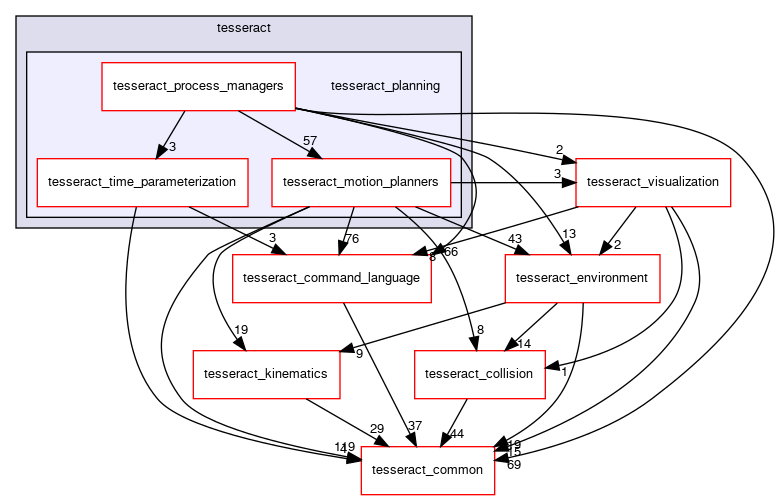 tesseract
tesseract_process_managers
tesseract_planning
3
57
2
tesseract_time_parameterization
tesseract_motion_planners
3
tesseract_visualization
3
76
8
66
43
13
2
tesseract_command_language
tesseract_environment
19
9
8
14
1
tesseract_kinematics
tesseract_collision
29
37
44
15
69
tesseract_common